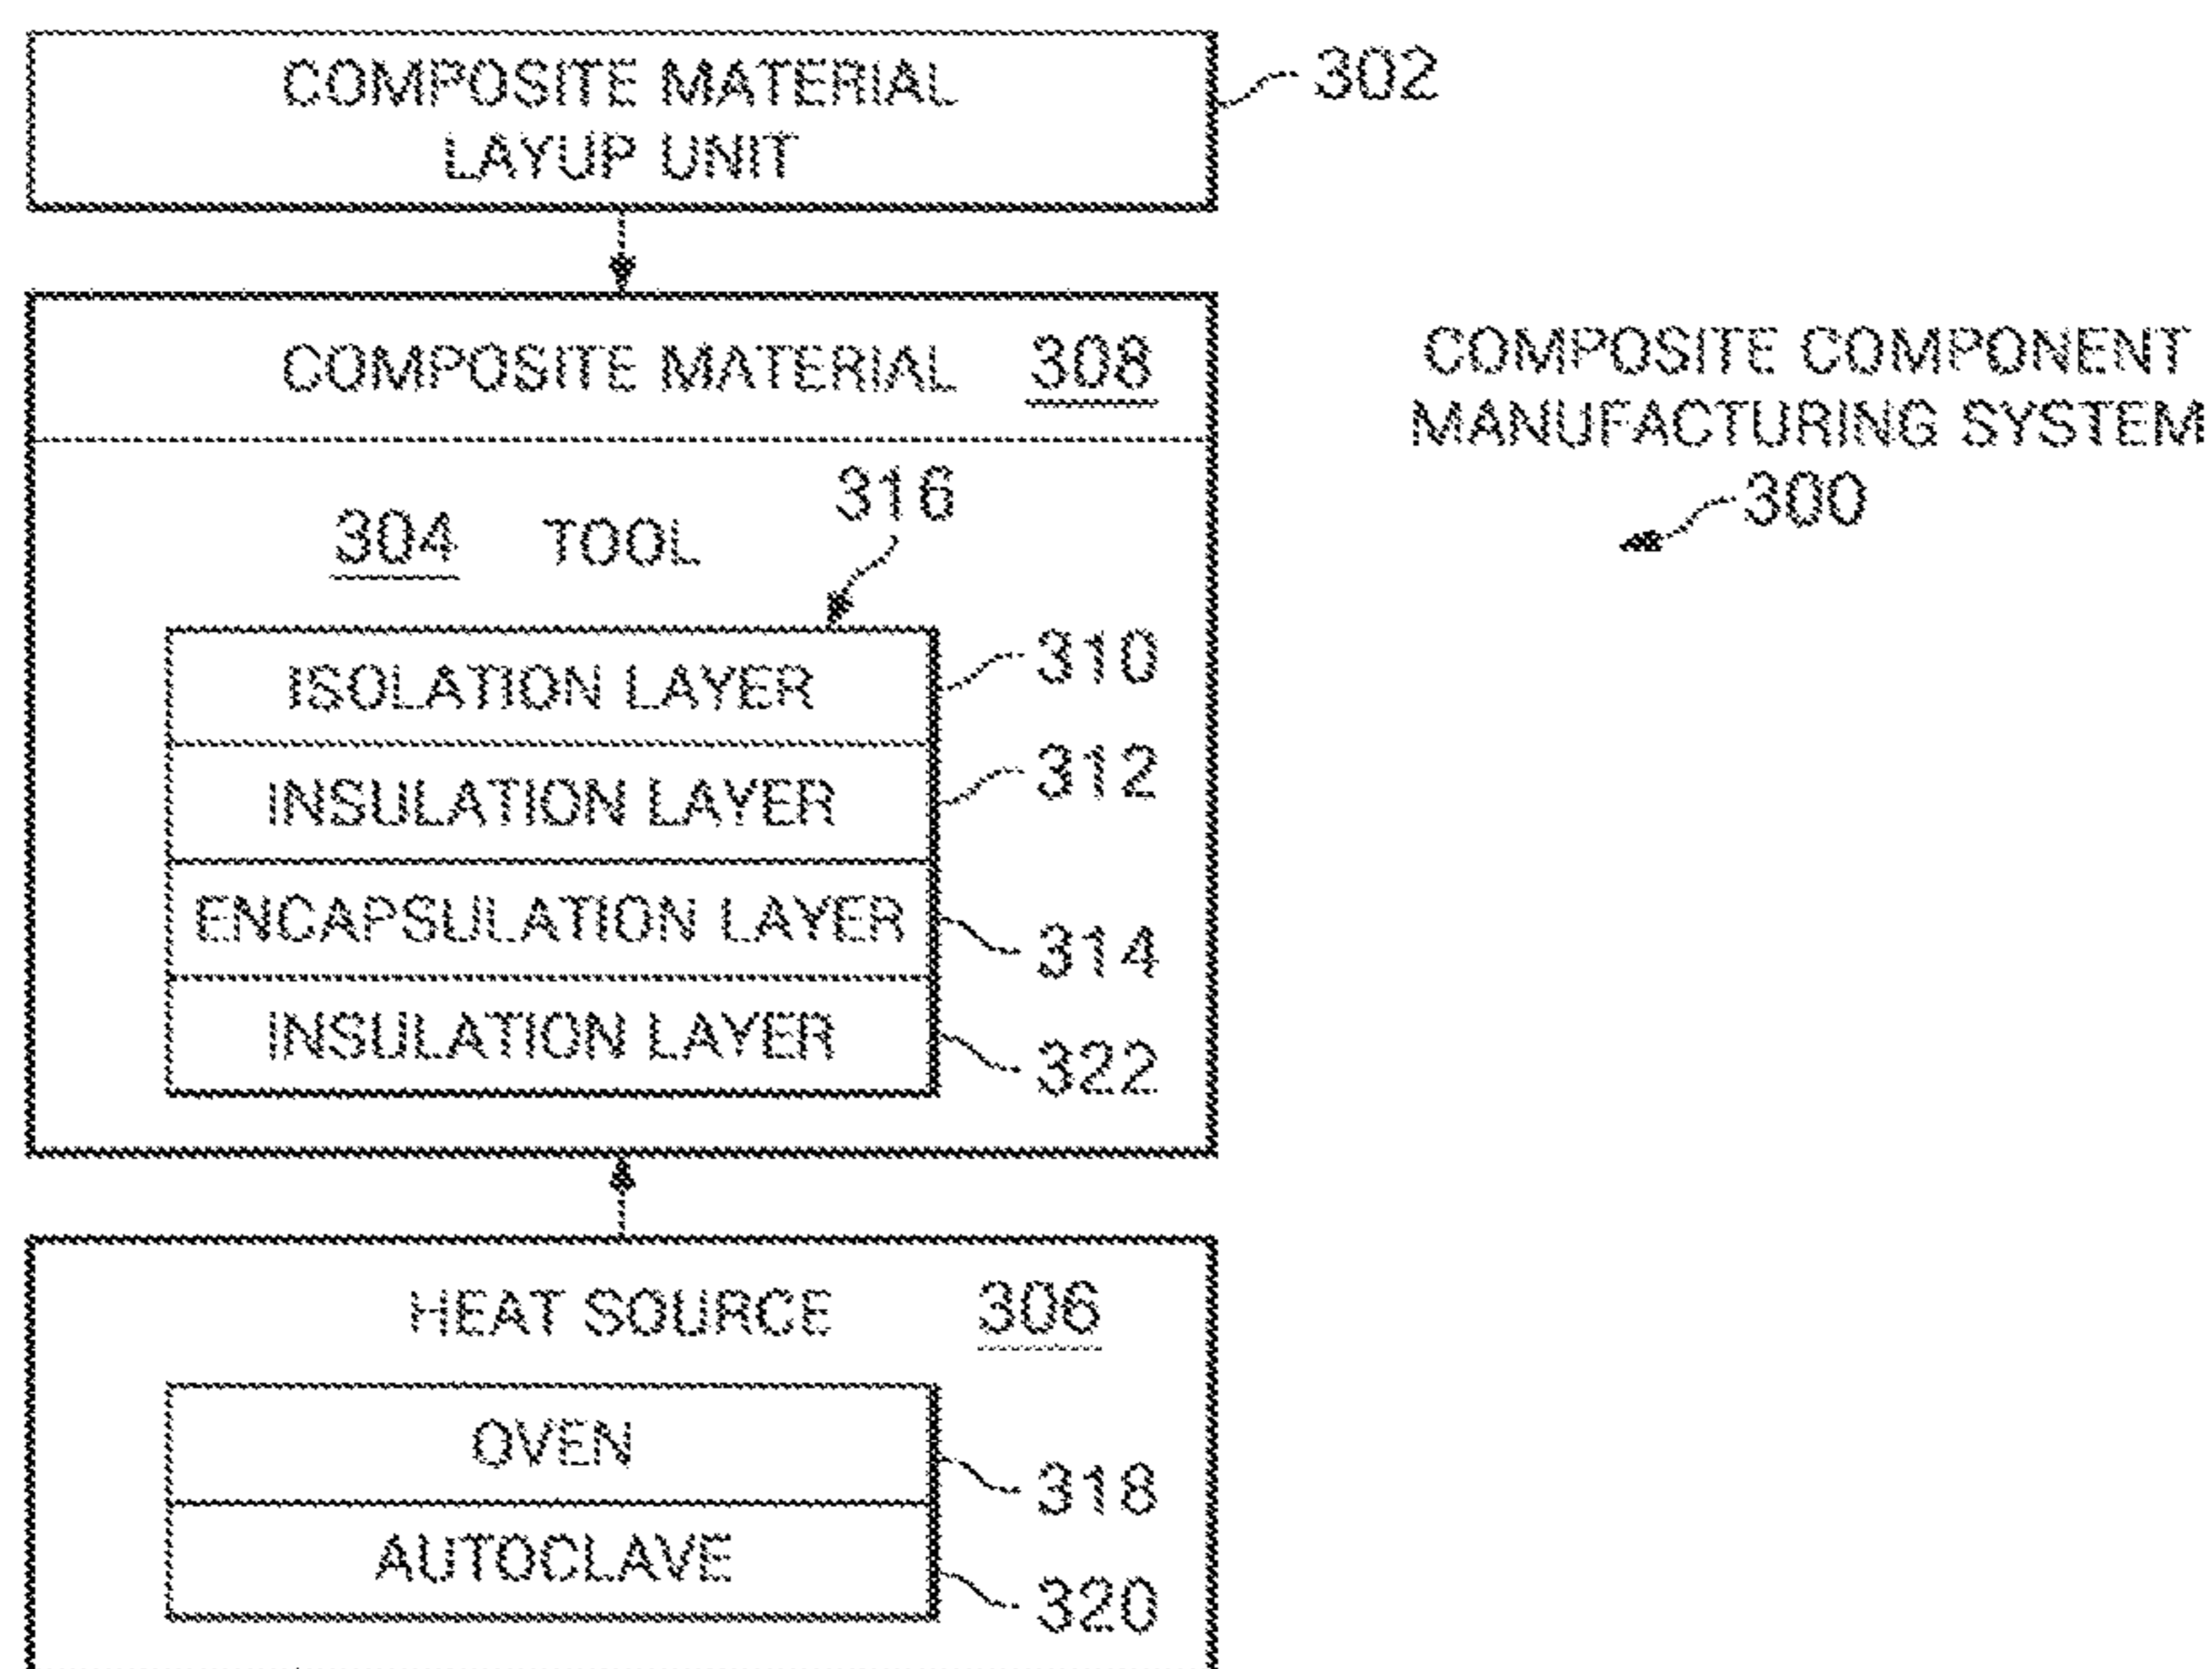 COMPOSITE MATERIAL
LAYUP UNIT
302
COMPOSITE MATERIAL 308
COMPOSITE COMPONENT
MANUFACTURING SYSTEM
300
304 TOOL
316
ISOLATION LAYER
310
INSULATION LAYER
312
ENCAPSULATION LAYER
314
INSULATION LAYER
322
HEAT SOURCE 306
OVEN
318
AUTOCLAVE
320